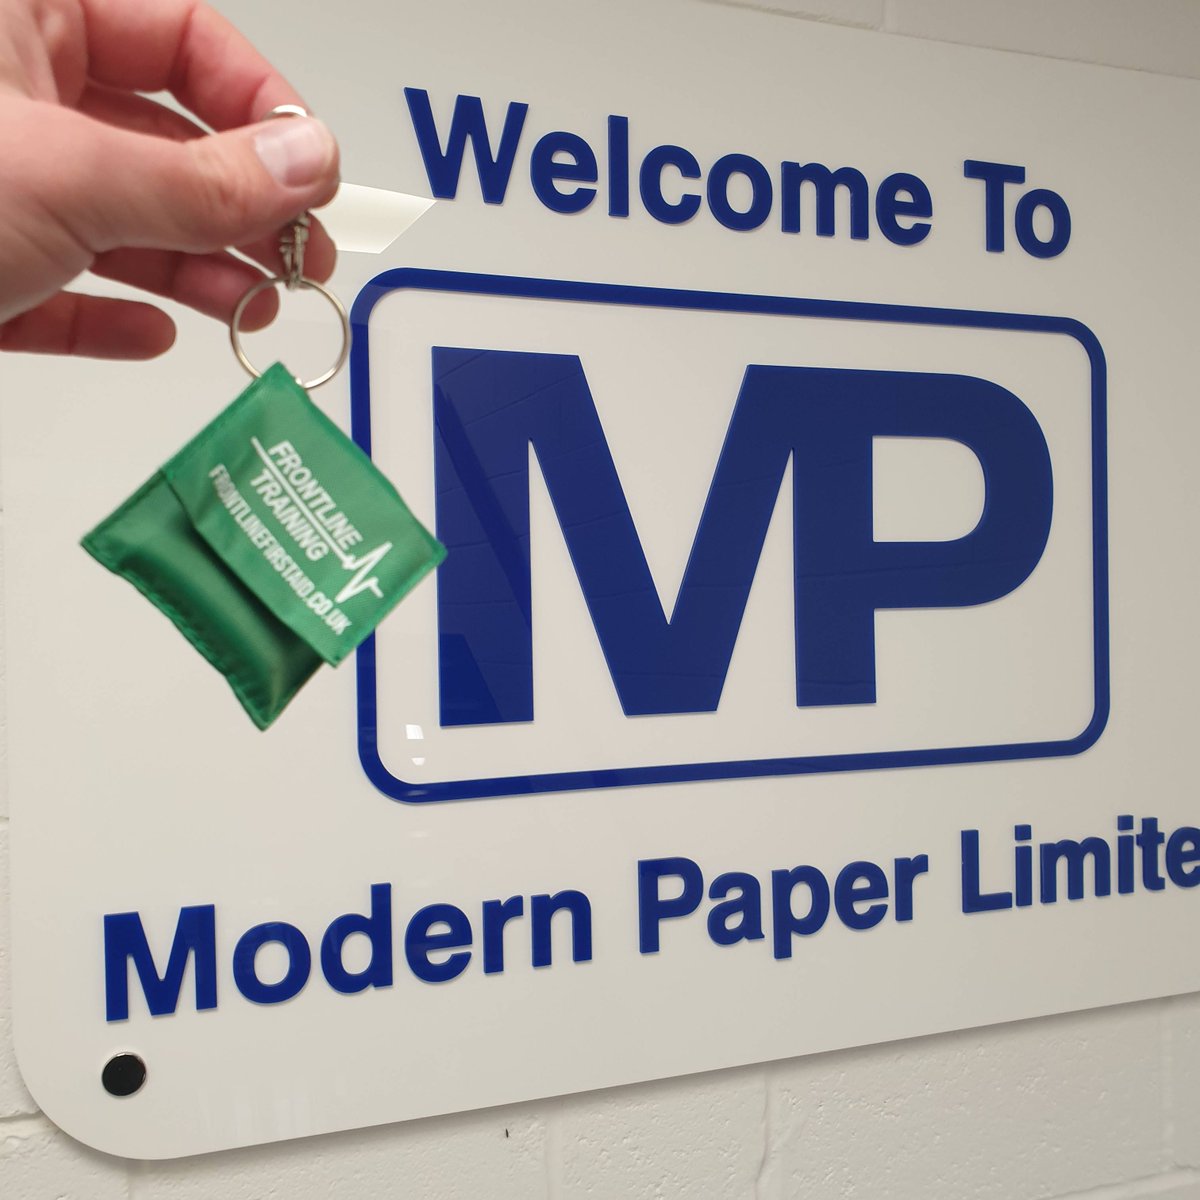 Welcome To
MP
Modern Paper Limite
FRONTLINE
TRAINING
FRONTLINEFIRSTAID.CO.UK